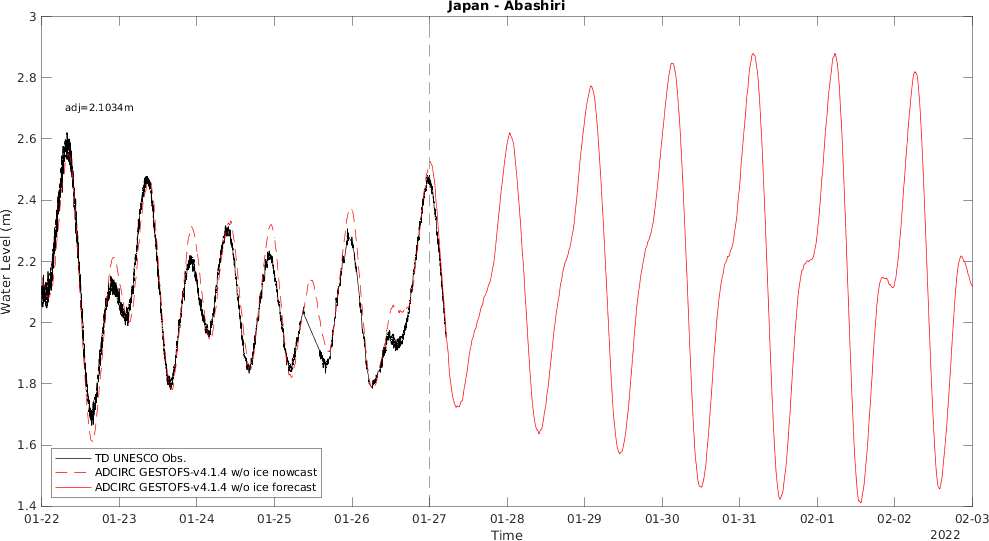 Japan - Abashiri
3
2.8
2.6
2.4
2.2
2
1.8
1.6
1.4
Water Level (m)
adj=2.1034m
TD UNESCO Obs.
ADCIRC GESTOFS-v4.1.4 w/o ice nowcast
ADCIRC GESTOFS-v4.1.4 w/o ice forecast
01-22 01-23 01-24 01-25 01-26 01-27 01-28 01-29 01-30 01-31 02-01 02-02 02-03
Time
2022